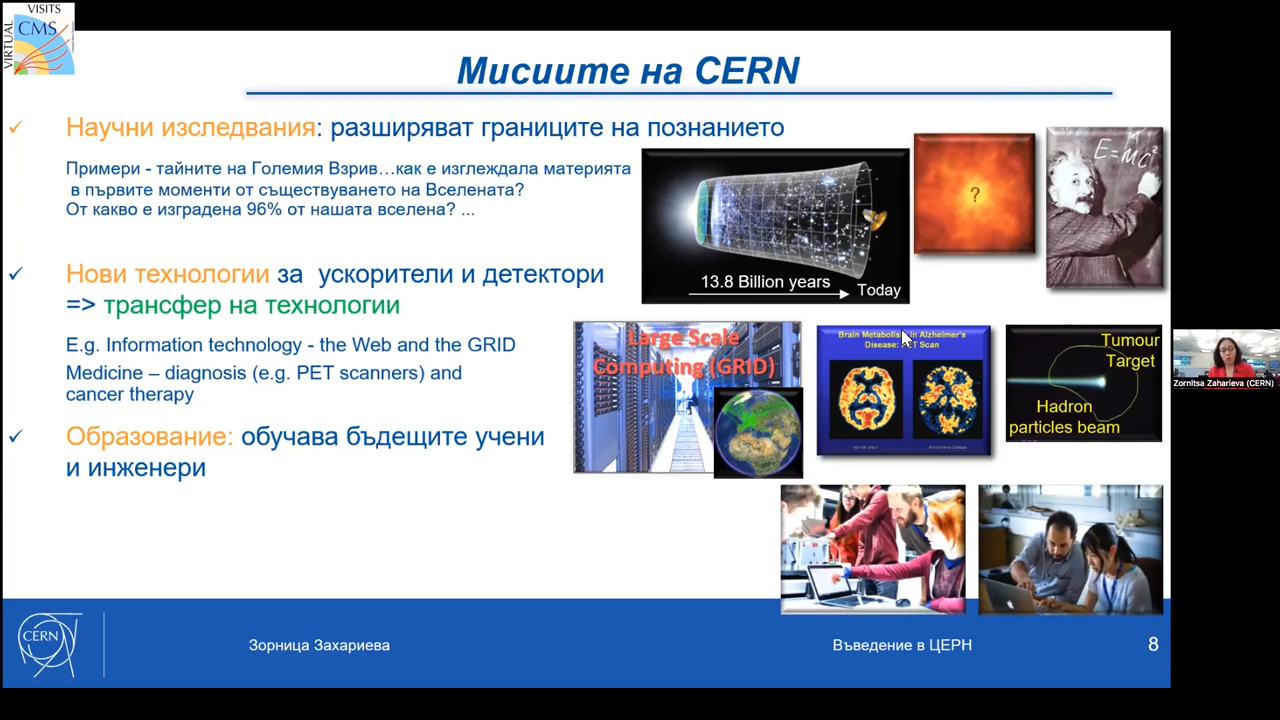 VISITS
VIRTUAL
CMS
Мисиите на CERN
✓ Научни изследвания: разширяват границите на познанието
Примери - тайните на Големия Взрив…как е изглеждала материята
в първите моменти от съществуването на Вселената?
От какво е изградена 96% от нашата вселена? ...
13.8 Billion years
Today
?
E=MC²
✓ Нови технологии за ускорители и детектори
=> трансфер на технологии
E.g. Information technology - the Web and the GRID
Medicine – diagnosis (e.g. PET scanners) and
cancer therapy
Large Scale
Computing (GRID)
Brain Metabolism in Alzheimer's
Disease: PET Scan
Tumour
Target
Hadron
particles beam
Zornitsa Zaharieva (CERN)
✓ Образование: обучава бъдещите учени
и инженери
CERN
Зорница Захариева
Въведение в ЦЕРН
8